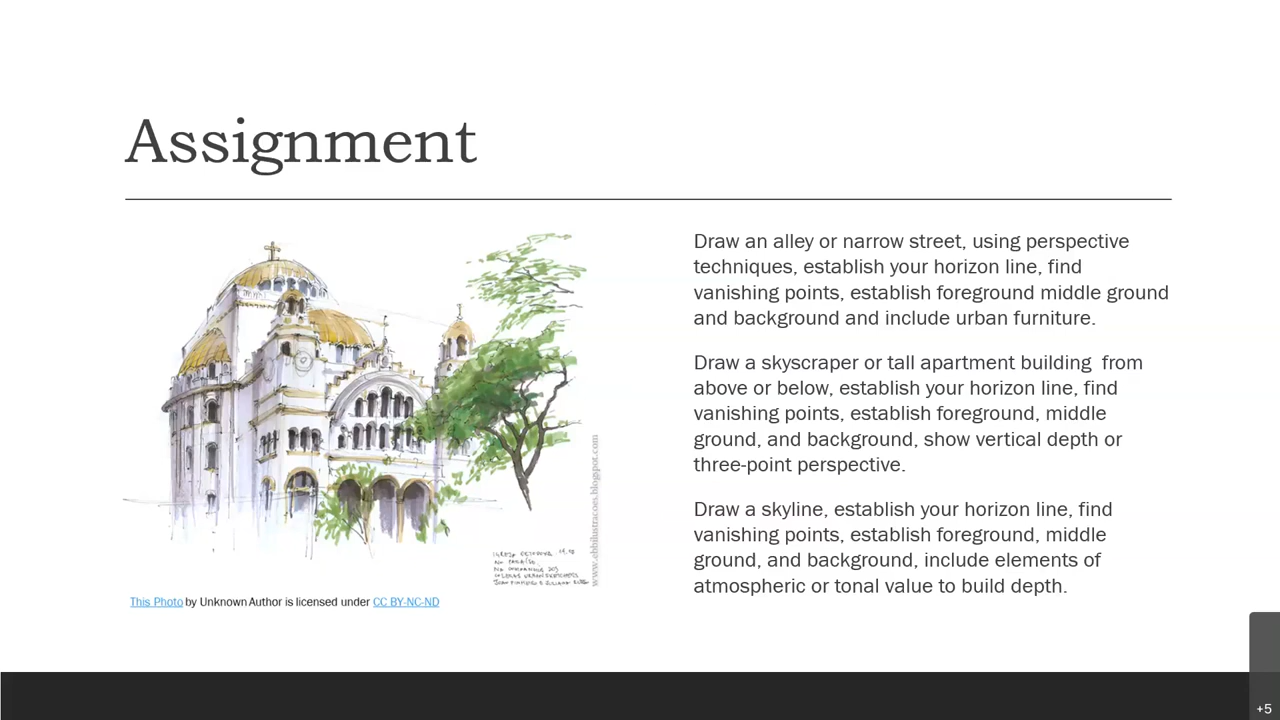 Assignment
Draw an alley or narrow street, using perspective
techniques, establish your horizon line, find
vanishing points, establish foreground middle ground
and background and include urban furniture.
Draw a skyscraper or tall apartment building  from
above or below, establish your horizon line, find
vanishing points, establish foreground, middle
ground, and background, show vertical depth or
three-point perspective.
Draw a skyline, establish your horizon line, find
vanishing points, establish foreground, middle
ground, and background, include elements of
atmospheric or tonal value to build depth.
www.ebbilustracoes.blogspot.com
This Photo by Unknown Author is licensed under CC BY-NC-ND
+5